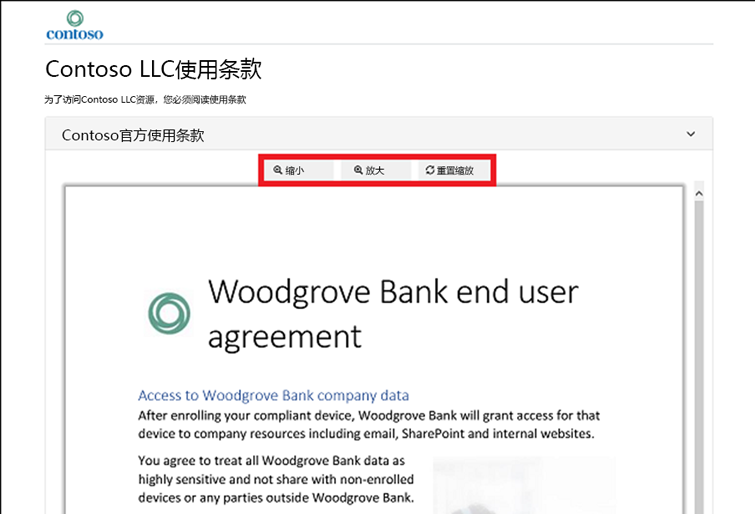 contoso
Contoso LLC使用条款
为了访问Contoso LLC资源，您必须阅读使用条款
Contoso官方使用条款
缩小 放大 重置缩放
Woodgrove Bank end user
agreement
Access to Woodgrove Bank company data
After enrolling your compliant device, Woodgrove Bank will grant access for that
device to company resources including email, SharePoint and internal websites.
You agree to treat all Woodgrove Bank data as
highly sensitive and not share with non-enrolled
devices or any parties outside Woodgrove Bank.